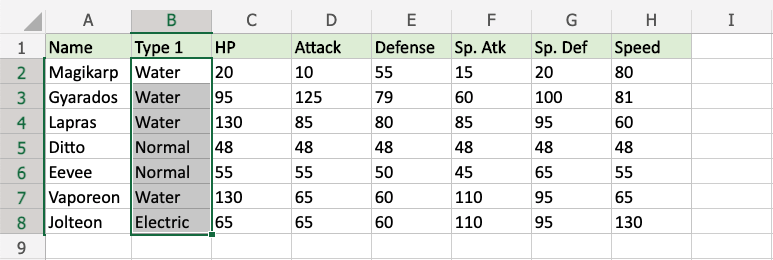 A B C D E F G H I
1 Name Type 1 HP Attack Defense Sp. Atk Sp. Def Speed
2 Magikarp Water 20 10 55 15 20 80
3 Gyarados Water 95 125 79 60 100 81
4 Lapras Water 130 85 80 85 95 60
5 Ditto Normal 48 48 48 48 48 48
6 Eevee Normal 55 55 50 45 65 55
7 Vaporeon Water 130 65 60 110 95 65
8 Jolteon Electric 65 65 60 110 95 130
9